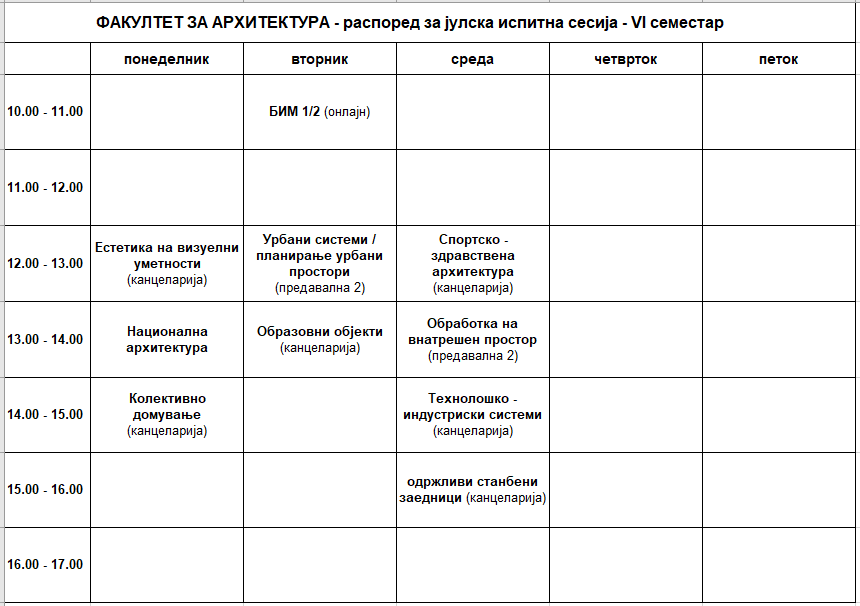 ФАКУЛТЕТ ЗА АРХИТЕКТУРА - распоред за јулска испитна сесија - VI семестар
понеделник вторник среда четврток петок
10.00 - 11.00
БИМ 1/2 (онлајн)
11.00 - 12.00
12.00 - 13.00
Естетика на визуелни
уметности
(канцеларија)
Урбани системи /
планирање урбани
простори
(предавална 2)
Спортско -
здравствена
архитектура
(канцеларија)
13.00 - 14.00
Национална
архитектура
Образовни објекти
(канцеларија)
Обработка на
внатрешен простор
(предавална 2)
14.00 - 15.00
Колективно
домување
(канцеларија)
Технолошко -
индустриски системи
(канцеларија)
15.00 - 16.00
одржливи станбени
заедници (канцеларија)
16.00 - 17.00